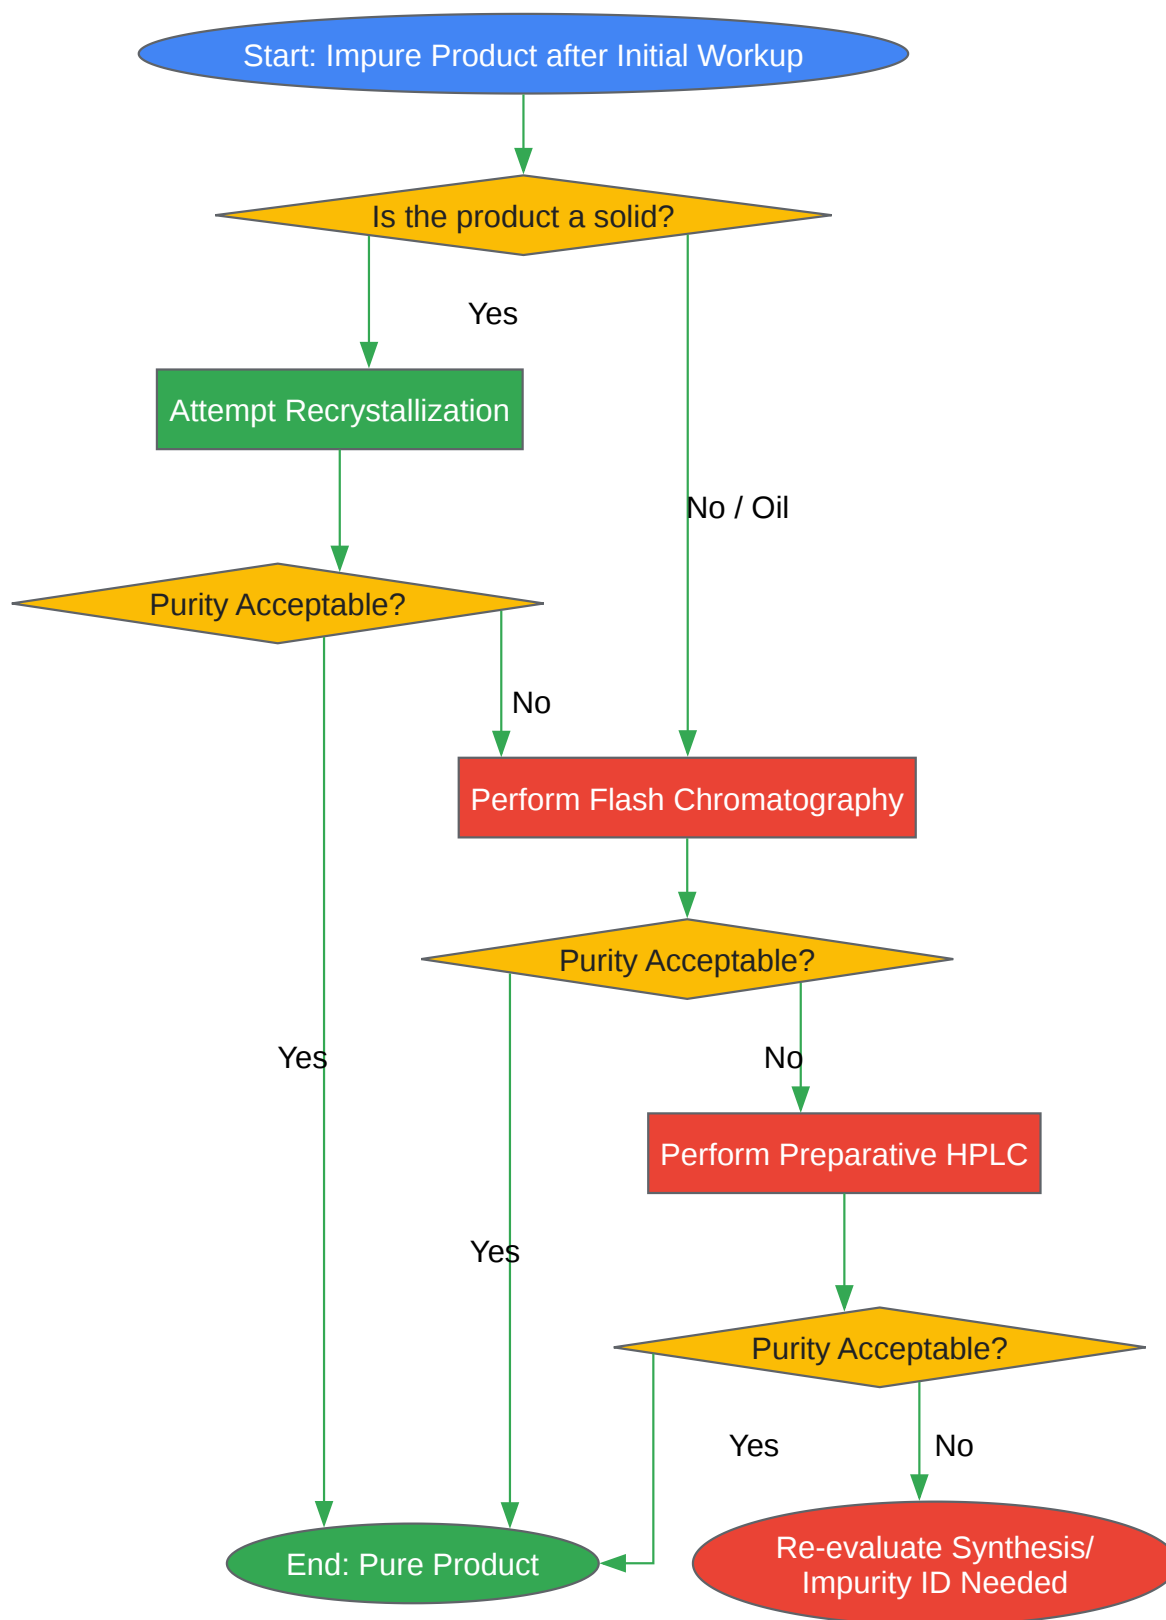 Start: Impure Product after Initial Workup
Is the product a solid?
Yes
Attempt Recrystallization
No / Oil
Purity Acceptable?
No
Perform Flash Chromatography
Purity Acceptable?
Yes
No
Perform Preparative HPLC
Yes
Purity Acceptable?
Yes
No
End: Pure Product
Re-evaluate Synthesis/
Impurity ID Needed